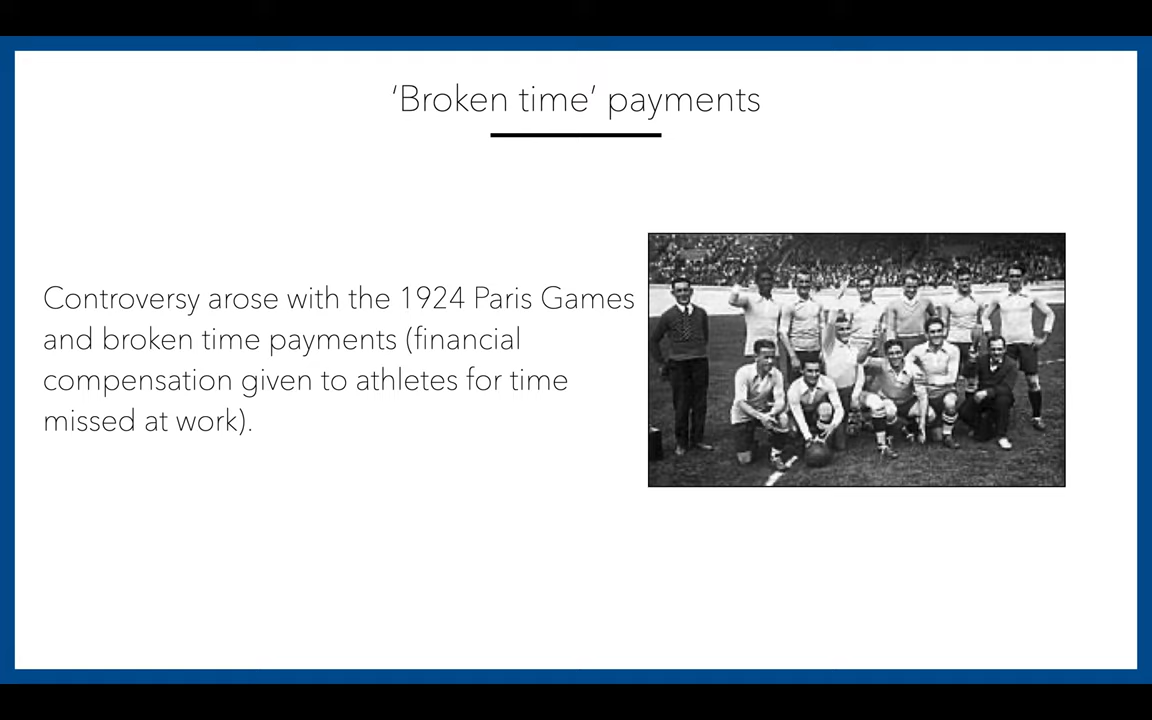 ‘Broken time’ payments
Controversy arose with the 1924 Paris Games
and broken time payments (financial
compensation given to athletes for time
missed at work).